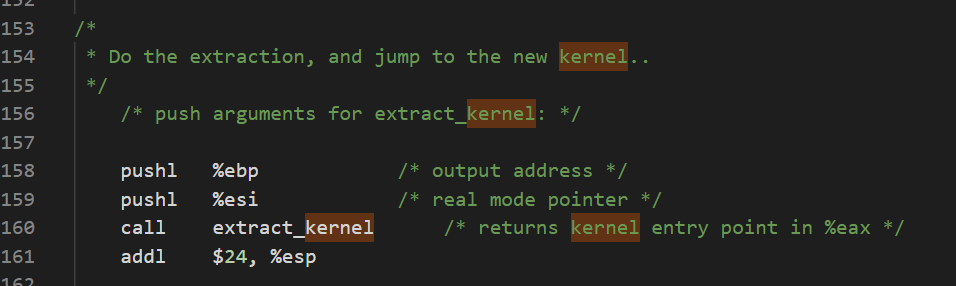 152
153 /*
154 * Do the extraction, and jump to the new kernel..
155 */
156 /* push arguments for extract_kernel: */
157
158 pushl %ebp /* output address */
159 pushl %esi /* real mode pointer */
160 call extract_kernel /* returns kernel entry point in %eax */
161 addl $24, %esp
162